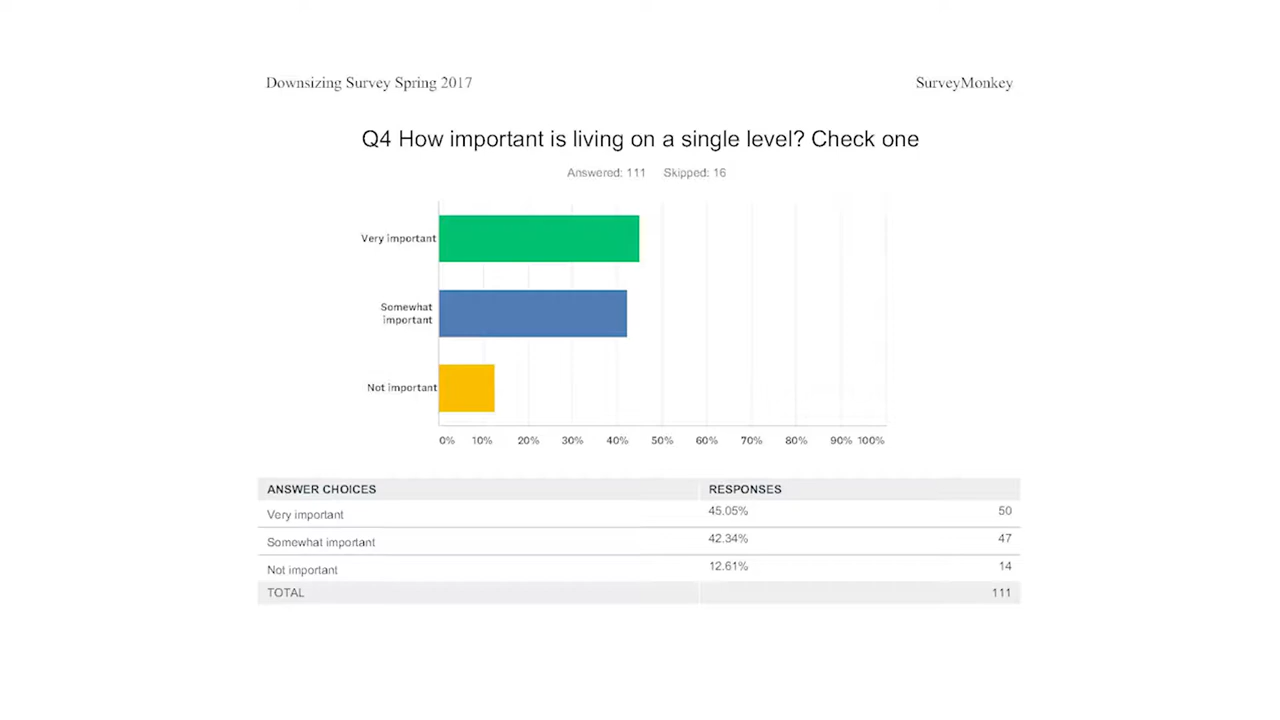 Downsizing Survey Spring 2017 SurveyMonkey
Q4 How important is living on a single level? Check one
Answered: 111 Skipped: 16
Very important
Somewhat
important
Not important
0% 10% 20% 30% 40% 50% 60% 70% 80% 90% 100%
ANSWER CHOICES RESPONSES
Very important 45.05% 50
Somewhat important 42.34% 47
Not important 12.61% 14
TOTAL 111